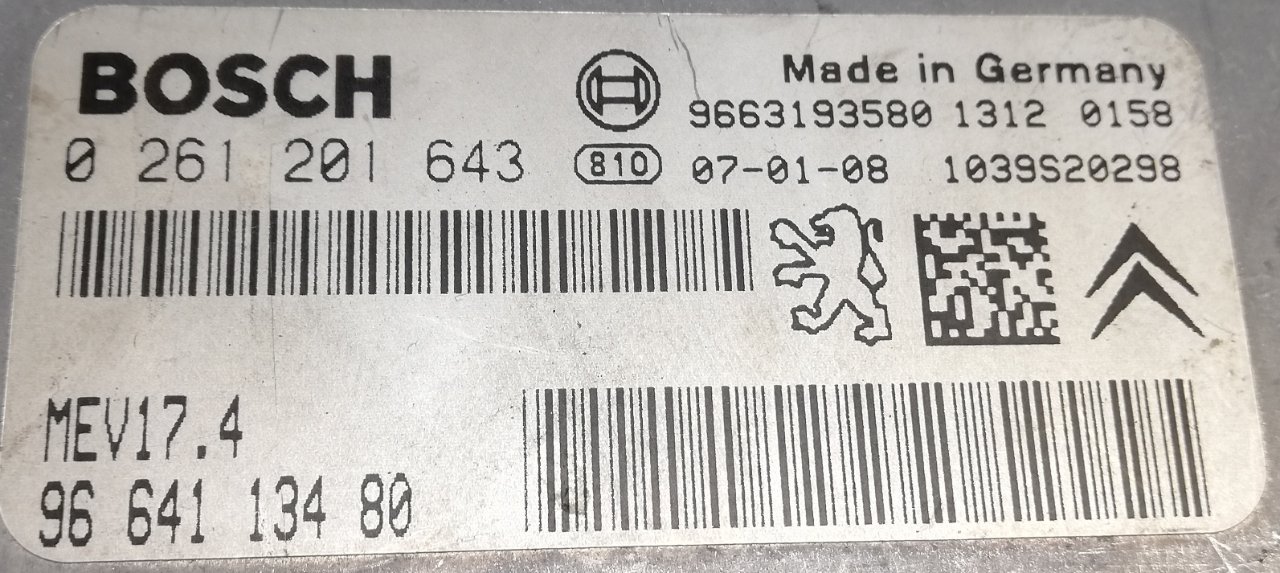 BOSCH
Made in Germany
9663193580 1312 0158
0 261 201 643
810
07-01-08 1039S20298
MEV17.4
96 641 134 80